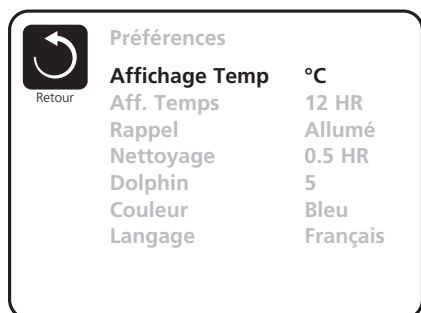 Préférences
Retour
Affichage Temp °C
Aff. Temps 12 HR
Rappel Allumé
Nettoyage 0.5 HR
Dolphin 5
Couleur Bleu
Langage Français